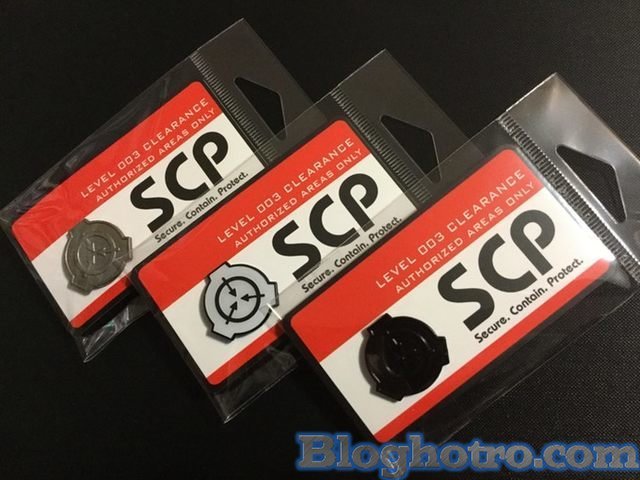 LEVEL 003 CLEARANCE
AUTHORIZED AREAS ONLY
SCP
Secure. Contain. Protect.
LEVEL 003 CLEARANCE
AUTHORIZED AREAS ONLY
SCP
Secure. Contain. Protect.
LEVEL 003 CLEARANCE
AUTHORIZED AREAS ONLY
SCP
Secure. Contain. Protect.
Bloghotro.com